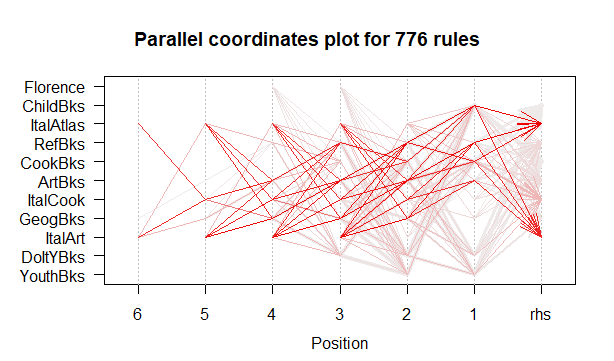 Parallel coordinates plot for 776 rules
Florence
ChildBks
ItalAtlas
RefBks
CookBks
ArtBks
ItalCook
GeogBks
ItalArt
DoItYBks
YouthBks
6 5 4 3 2 1 rhs
Position